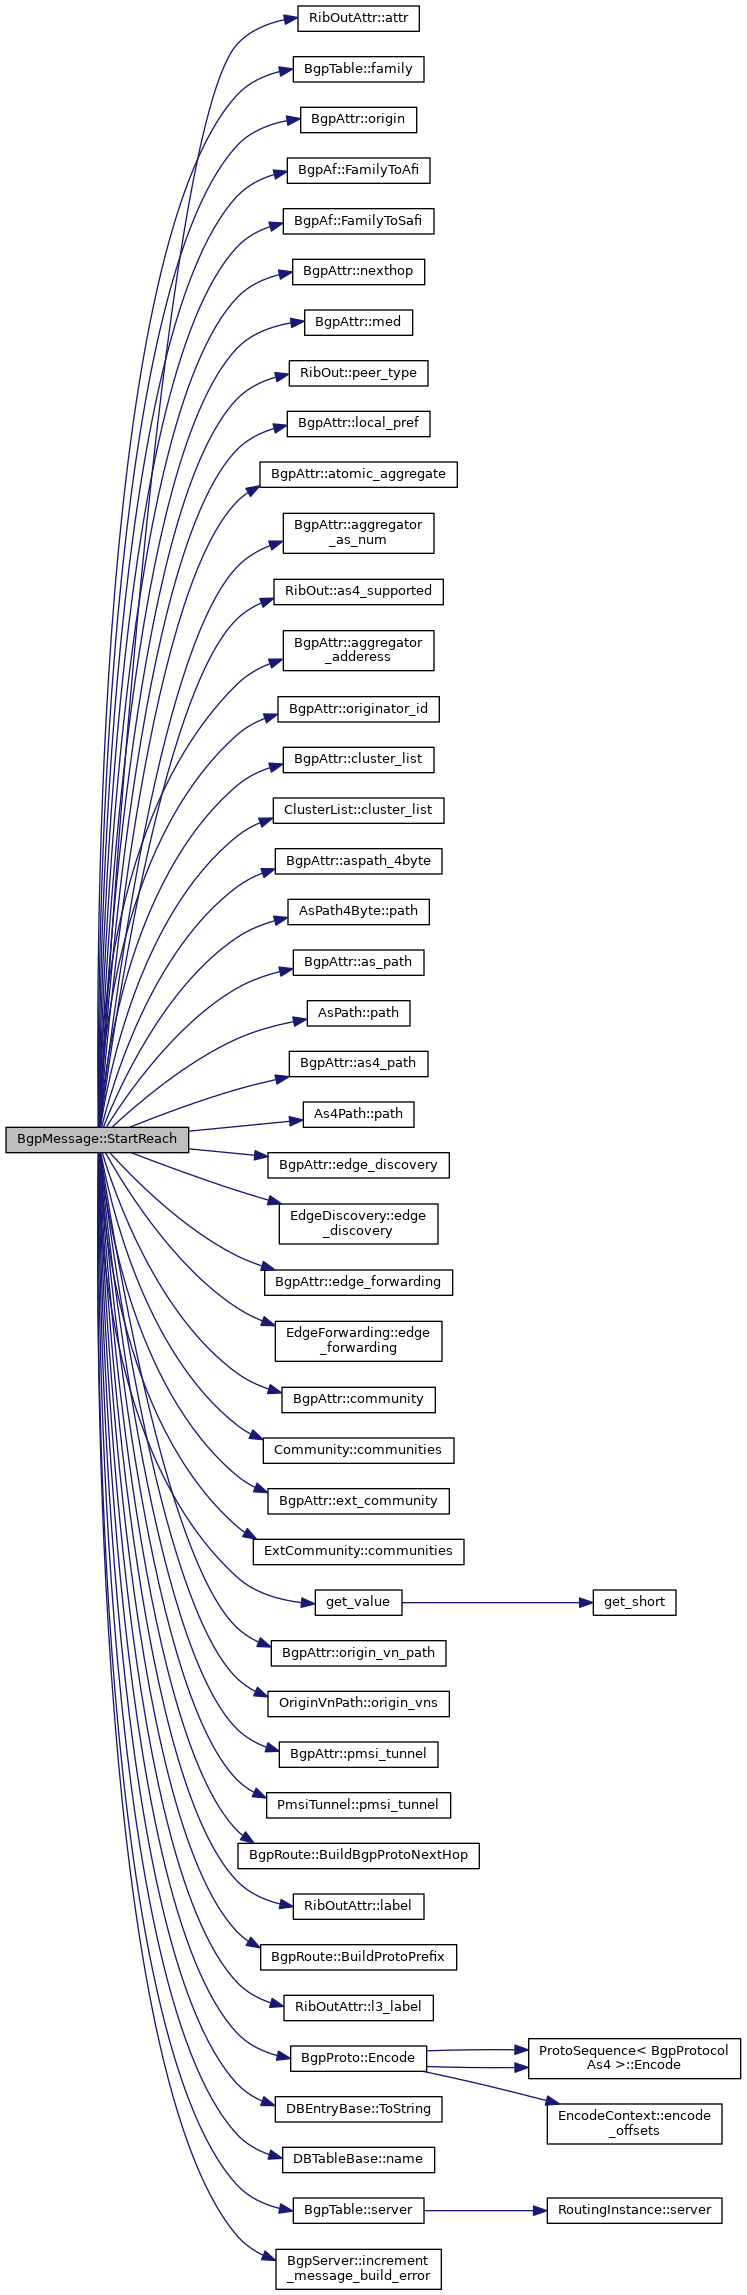 RibOutAttr::attr
BgpTable::family
BgpAttr::origin
BgpAf::FamilyToAfi
BgpAf::FamilyToSafi
BgpAttr::nexthop
BgpAttr::med
RibOut::peer_type
BgpAttr::local_pref
BgpAttr::atomic_aggregate
BgpAttr::aggregator
_as_num
RibOut::as4_supported
BgpAttr::aggregator
_adderess
BgpAttr::originator_id
BgpAttr::cluster_list
ClusterList::cluster_list
BgpAttr::aspath_4byte
AsPath4Byte::path
BgpAttr::as_path
AsPath::path
BgpAttr::as4_path
As4Path::path
BgpMessage::StartReach
BgpAttr::edge_discovery
EdgeDiscovery::edge
_discovery
BgpAttr::edge_forwarding
EdgeForwarding::edge
_forwarding
BgpAttr::community
Community::communities
BgpAttr::ext_community
ExtCommunity::communities
get_value
get_short
BgpAttr::origin_vn_path
OriginVnPath::origin_vns
BgpAttr::pmsi_tunnel
PmsiTunnel::pmsi_tunnel
BgpRoute::BuildBgpProtoNextHop
RibOutAttr::label
BgpRoute::BuildProtoPrefix
RibOutAttr::l3_label
BgpProto::Encode
ProtoSequence< BgpProtocol
As4 >::Encode
EncodeContext::encode
_offsets
DBEntryBase::ToString
DBTableBase::name
BgpTable::server
RoutingInstance::server
BgpServer::increment
_message_build_error